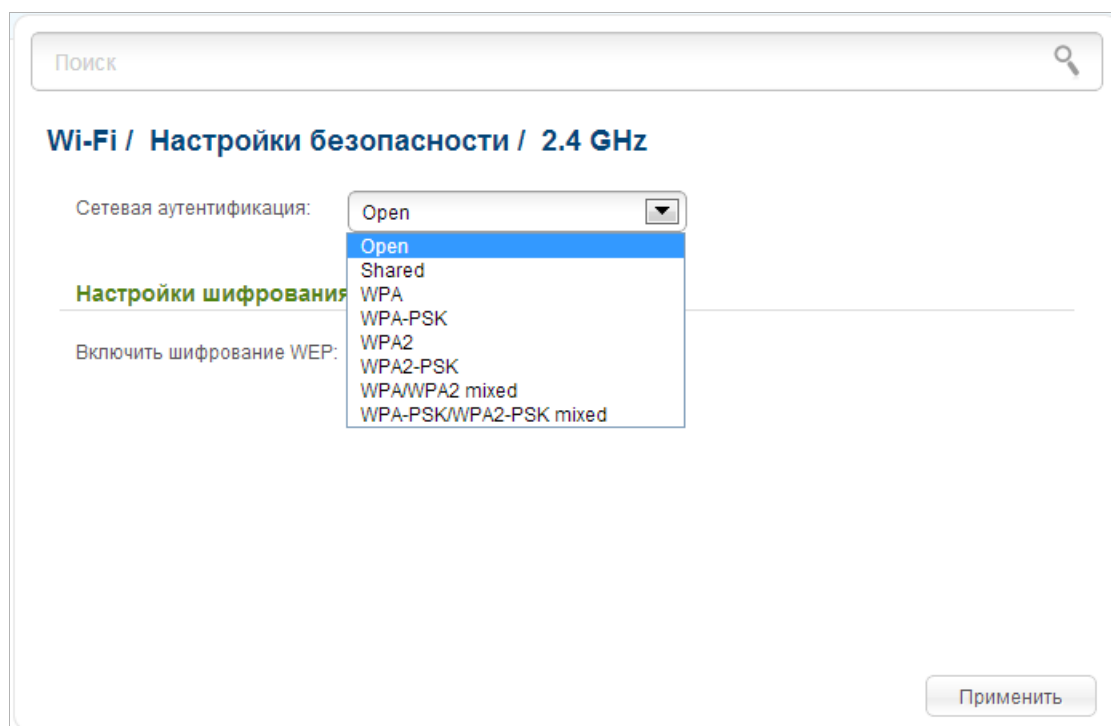 Поиск
Wi-Fi / Настройки безопасности / 2.4 GHz
Сетевая аутентификация: Open
Open
Shared
Настройки шифрования
WPA
WPA-PSK
Включить шифрование WEP:
WPA2
WPA2-PSK
WPA/WPA2 mixed
WPA-PSK/WPA2-PSK mixed
Применить